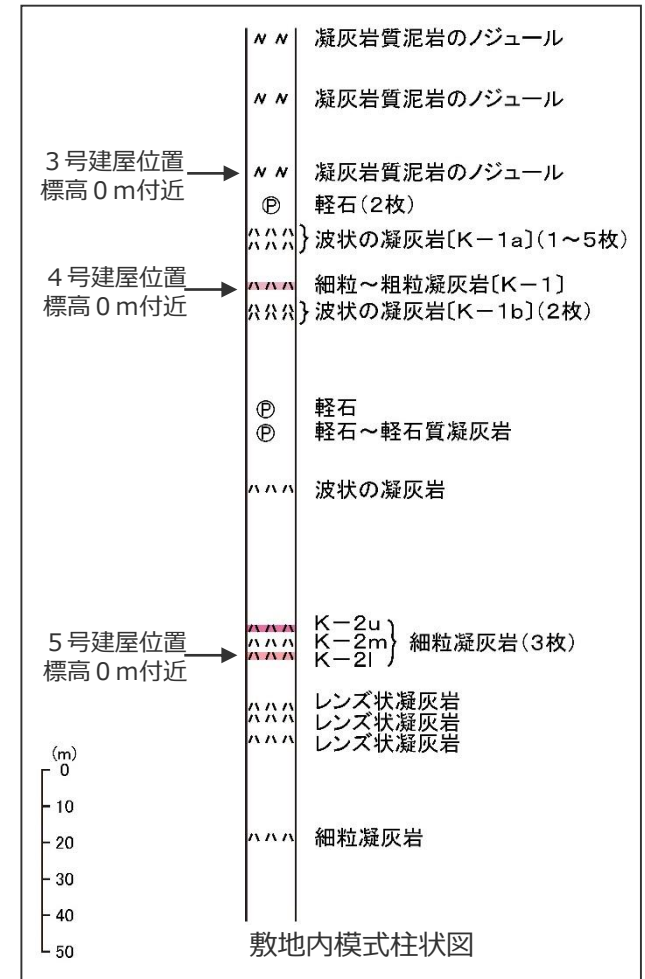 凝灰岩質泥岩のノジュール
凝灰岩質泥岩のノジュール
3号建屋位置
標高0m付近
凝灰岩質泥岩のノジュール
Ⓟ 軽石(2枚)
波状の凝灰岩〔K-1a〕(1~5枚)
4号建屋位置
標高0m付近
細粒~粗粒凝灰岩〔K-1〕
波状の凝灰岩〔K-1b〕(2枚)
Ⓟ 軽石
Ⓟ 軽石~軽石質凝灰岩
波状の凝灰岩
5号建屋位置
標高0m付近
K-2u
K-2m
K-2l
細粒凝灰岩(3枚)
レンズ状凝灰岩
レンズ状凝灰岩
レンズ状凝灰岩
(m)
0
10
20
30
40
50
細粒凝灰岩
敷地内模式柱状図